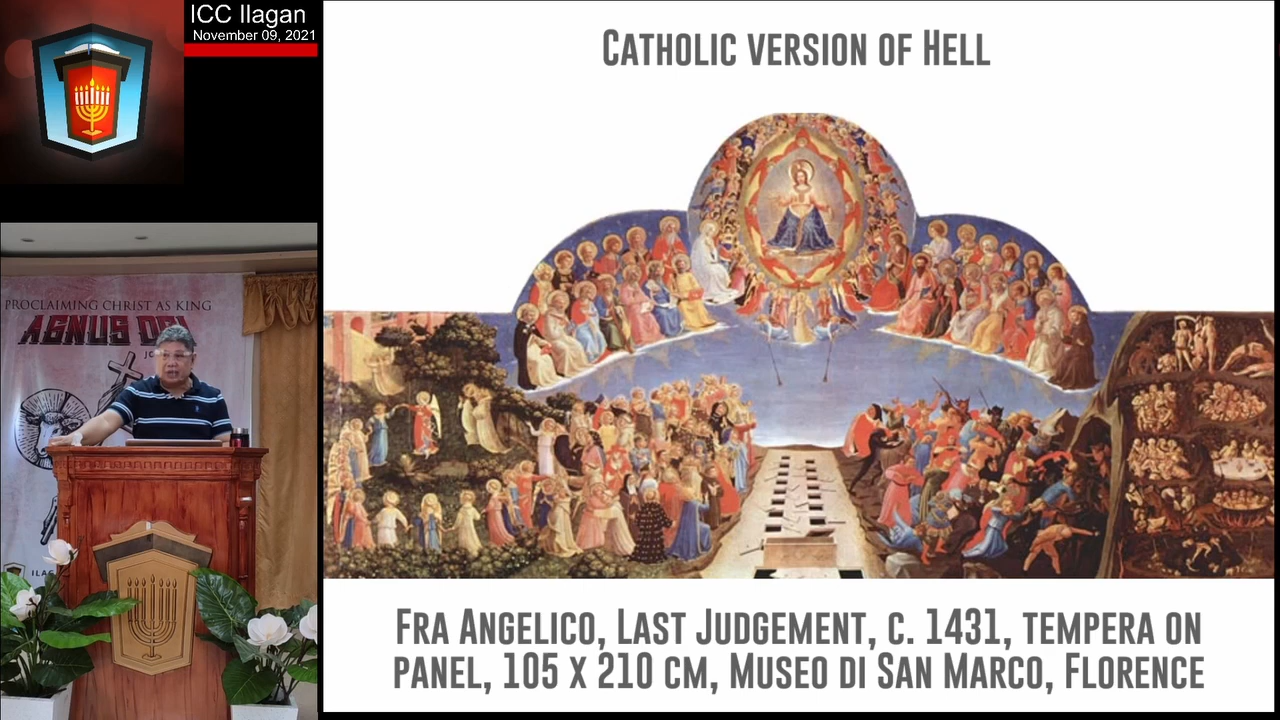 ICC Ilagan
November 09, 2021
CATHOLIC VERSION OF HELL
PROCLAIMING CHRIST AS KING
AGNUS DEI
FRA ANGELICO, LAST JUDGEMENT, C. 1431, TEMPERA ON
PANEL, 105 X 210 CM, MUSEO DI SAN MARCO, FLORENCE